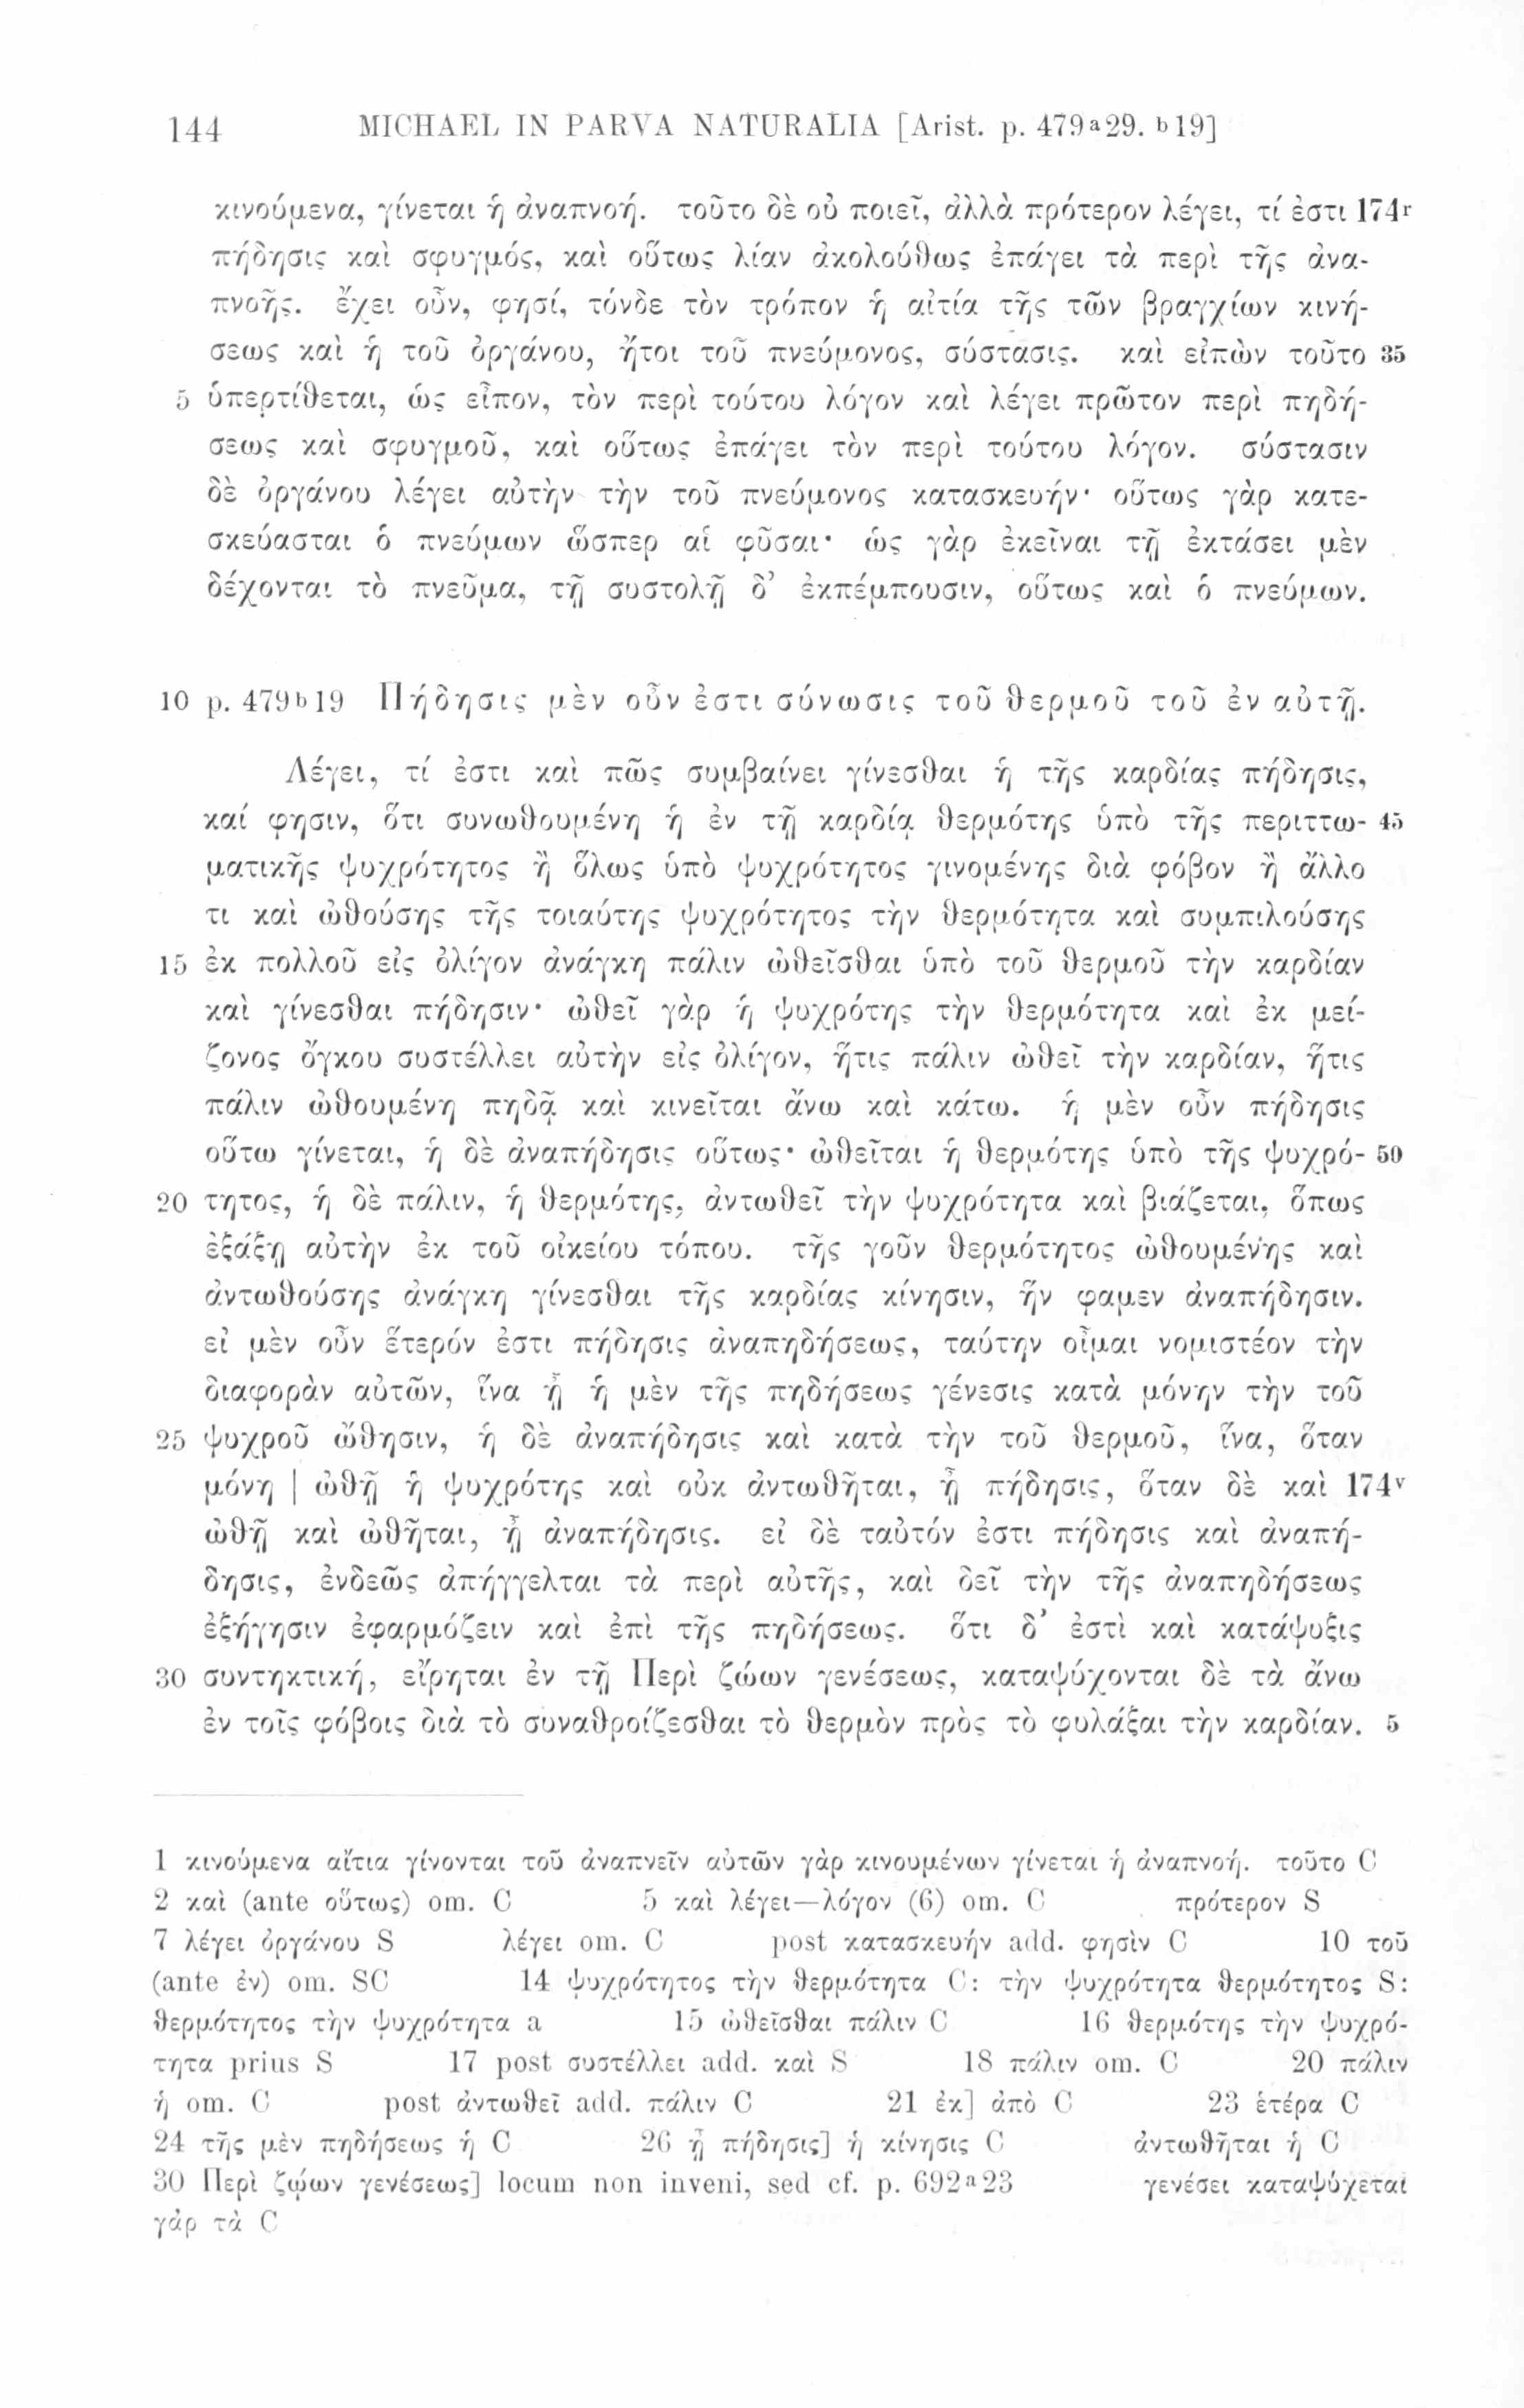 144 MICHAEL IN PARVA NATURALIA [Arist. p. 479a29. b19]
κινούμενα, γίνεται ἡ ἀναπνοή. τοῦτο δὲ οὐ ποιεῖ, ἀλλὰ πρότερον λέγει, τί ἐστι 174r
πήδησις καὶ σφυγμός, καὶ οὕτως λίαν ἀκολούθως ἐπάγει τὰ περὶ τῆς ἀνα-
πνοῆς. ἔχει οὖν, φησί, τόνδε τὸν τρόπον ἡ αἰτία τῆς τῶν βραγχίων κινή-
σεως καὶ ἡ τοῦ ὀργάνου, ἤτοι τοῦ πνεύμονος, σύστασις. καὶ εἰπὼν τοῦτο 35
5 ὑπερτίθεται, ὡς εἶπον, τὸν περὶ τούτου λόγον καὶ λέγει πρῶτον περὶ πηδή-
σεως καὶ σφυγμοῦ, καὶ οὕτως ἐπάγει τὸν περὶ τούτου λόγον. σύστασιν
δὲ ὀργάνου λέγει αὐτὴν τὴν τοῦ πνεύμονος κατασκευήν· οὕτως γὰρ κατε-
σκεύασται ὁ πνεύμων ὥσπερ αἱ φῦσαι· ὡς γὰρ ἐκεῖναι τῇ ἐκτάσει μὲν
δέχονται τὸ πνεῦμα, τῇ συστολῇ δ’ ἐκπέμπουσιν, οὕτως καὶ ὁ πνεύμων.
10 p. 479b19 Πήδησις μὲν οὖν ἐστι σύνωσις τοῦ θερμοῦ τοῦ ἐν αὐτῇ.
Λέγει, τί ἐστι καὶ πῶς συμβαίνει γίνεσθαι ἡ τῆς καρδίας πήδησις,
καί φησιν, ὅτι συνωθουμένη ἡ ἐν τῇ καρδίᾳ θερμότης ὑπὸ τῆς περιττω- 45
ματικῆς ψυχρότητος ἢ ὅλως ὑπὸ ψυχρότητος γινομένης διὰ φόβον ἢ ἄλλο
τι καὶ ὠθούσης τῆς τοιαύτης ψυχρότητος τὴν θερμότητα καὶ συμπιλούσης
15 ἐκ πολλοῦ εἰς ὀλίγον ἀνάγκη πάλιν ὠθεῖσθαι ὑπὸ τοῦ θερμοῦ τὴν καρδίαν
καὶ γίνεσθαι πήδησιν· ὠθεῖ γὰρ ἡ ψυχρότης τὴν θερμότητα καὶ ἐκ μεί-
ζονος ὄγκου συστέλλει αὐτὴν εἰς ὀλίγον, ἥτις πάλιν ὠθεῖ τὴν καρδίαν, ἥτις
πάλιν ὠθουμένη πηδᾷ καὶ κινεῖται ἄνω καὶ κάτω. ἡ μὲν οὖν πήδησις
οὕτω γίνεται, ἡ δὲ ἀναπήδησις οὕτως· ὠθεῖται ἡ θερμότης ὑπὸ τῆς ψυχρό- 50
20 τητος, ἡ δὲ πάλιν, ἡ θερμότης, ἀντωθεῖ τὴν ψυχρότητα καὶ βιάζεται, ὅπως
ἐξάξῃ αὐτὴν ἐκ τοῦ οἰκείου τόπου. τῆς γοῦν θερμότητος ὠθουμένης καὶ
ἀντωθούσης ἀνάγκη γίνεσθαι τῆς καρδίας κίνησιν, ἥν φαμεν ἀναπήδησιν.
εἰ μὲν οὖν ἕτερόν ἐστι πήδησις ἀναπηδήσεως, ταύτην οἶμαι νομιστέον τὴν
διαφορὰν αὐτῶν, ἵνα ᾖ ἡ μὲν τῆς πηδήσεως γένεσις κατὰ μόνην τὴν τοῦ
25 ψυχροῦ ὤθησιν, ἡ δὲ ἀναπήδησις καὶ κατὰ τὴν τοῦ θερμοῦ, ἵνα, ὅταν
μόνη | ὠθῇ ἡ ψυχρότης καὶ οὐκ ἀντωθῆται, ᾖ πήδησις, ὅταν δὲ καὶ 174v
ὠθῇ καὶ ὠθῆται, ᾖ ἀναπήδησις. εἰ δὲ ταὐτόν ἐστι πήδησις καὶ ἀναπή-
δησις, ἐνδεῶς ἀπήγγελται τὰ περὶ αὐτῆς, καὶ δεῖ τὴν τῆς ἀναπηδήσεως
ἐξήγησιν ἐφαρμόζειν καὶ ἐπὶ τῆς πηδήσεως. ὅτι δ’ ἐστὶ καὶ κατάψυξις
30 συντηκτική, εἴρηται ἐν τῇ Περὶ ζώων γενέσεως, καταψύχονται δὲ τὰ ἄνω
ἐν τοῖς φόβοις διὰ τὸ συναθροίζεσθαι τὸ θερμὸν πρὸς τὸ φυλάξαι τὴν καρδίαν. 5
1 κινούμενα αἴτια γίνονται τοῦ ἀναπνεῖν αὐτῶν γὰρ κινουμένων γίνεται ἡ ἀναπνοή. τοῦτο C
2 καὶ (ante οὕτως) om. C 5 καὶ λέγει—λόγον (6) om. C πρότερον S
7 λέγει ὀργάνου S λέγει om. C post κατασκευήν add. φησὶν C 10 τοῦ
(ante ἐν) om. SC 14 ψυχρότητος τὴν θερμότητα C: τὴν ψυχρότητα θερμότητος S:
θερμότητος τὴν ψυχρότητα a 15 ὠθεῖσθαι πάλιν C 16 θερμότης τὴν ψυχρό-
τητα prius S 17 post συστέλλει add. καὶ S 18 πάλιν om. C 20 πάλιν
ἡ om. C post ἀντωθεῖ add. πάλιν C 21 ἐκ] ἀπὸ C 23 ἑτέρα C
24 τῆς μὲν πηδήσεως ἡ C 26 ᾖ πήδησις] ἡ κίνησις C ἀντωθῆται ἡ C
30 Περὶ ζῴων γενέσεως] locum non inveni, sed cf. p. 692a23 γενέσει καταψύχεται
γὰρ τὰ C